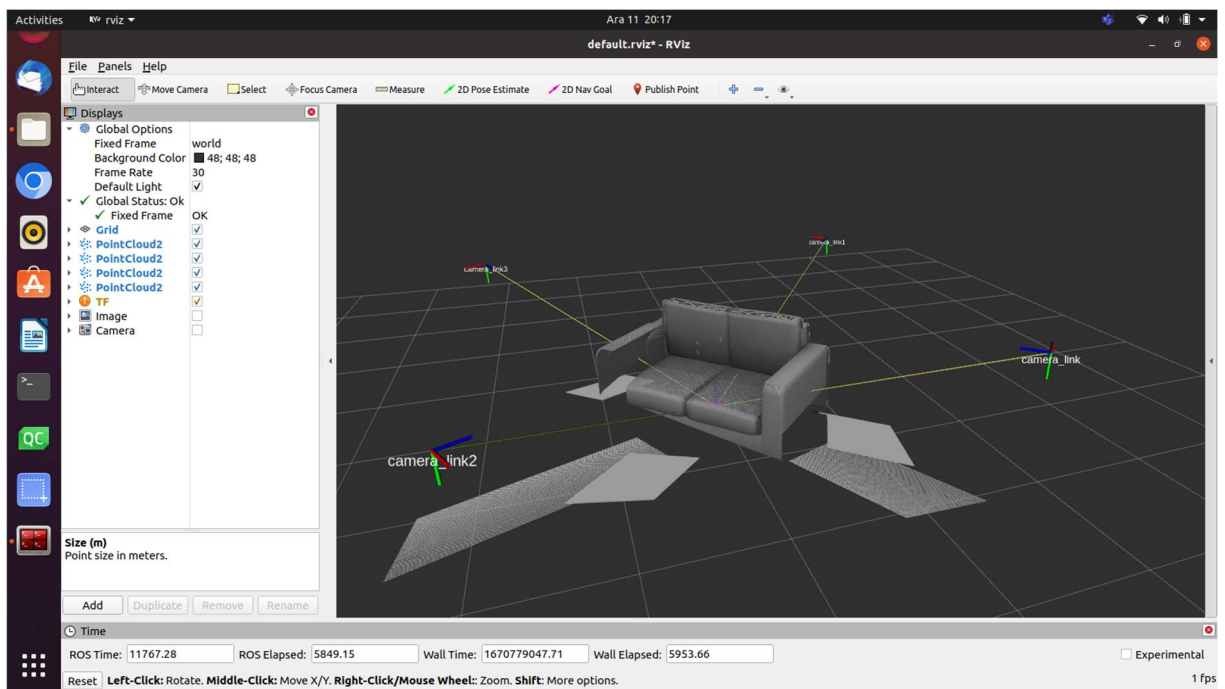 Activities rviz Ara 11 20:17
default.rviz* - RViz
File Panels Help
Interact Move Camera Select Focus Camera Measure 2D Pose Estimate 2D Nav Goal Publish Point
Displays
Global Options
Fixed Frame world
Background Color 48; 48; 48
Frame Rate 30
Default Light
Global Status: Ok
Fixed Frame OK
Grid
PointCloud2
PointCloud2
PointCloud2
PointCloud2
TF
Image
Camera
camera_link1
camera_link3
camera_link
camera_link2
QC
Size (m)
Point size in meters.
Add Duplicate Remove Rename
Time
ROS Time: 11767.28 ROS Elapsed: 5849.15 Wall Time: 1670779047.71 Wall Elapsed: 5953.66 Experimental
Reset Left-Click: Rotate. Middle-Click: Move X/Y. Right-Click/Mouse Wheel:: Zoom. Shift: More options. 1 fps